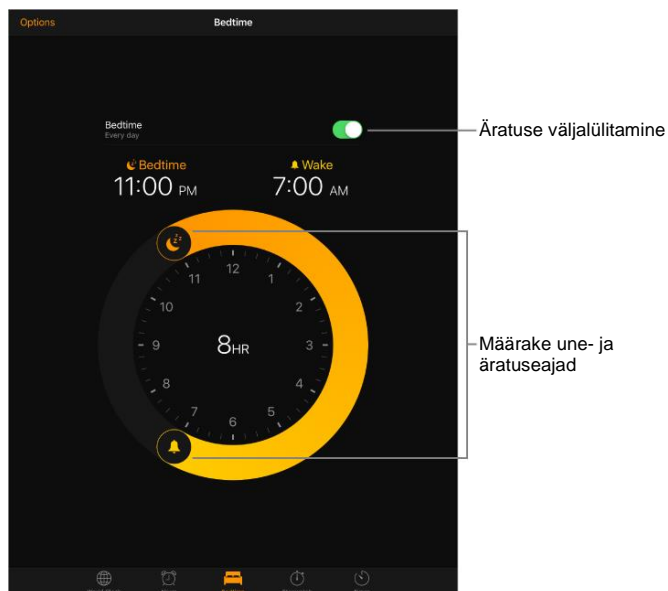 Options
Bedtime
Bedtime
Every day
Äratuse väljalülitamine
Bedtime
Wake
11:00 PM
7:00 AM
12
11
1
10
2
9
8HR
3
8
4
7
5
6
Määrake une- ja
äratuseajad